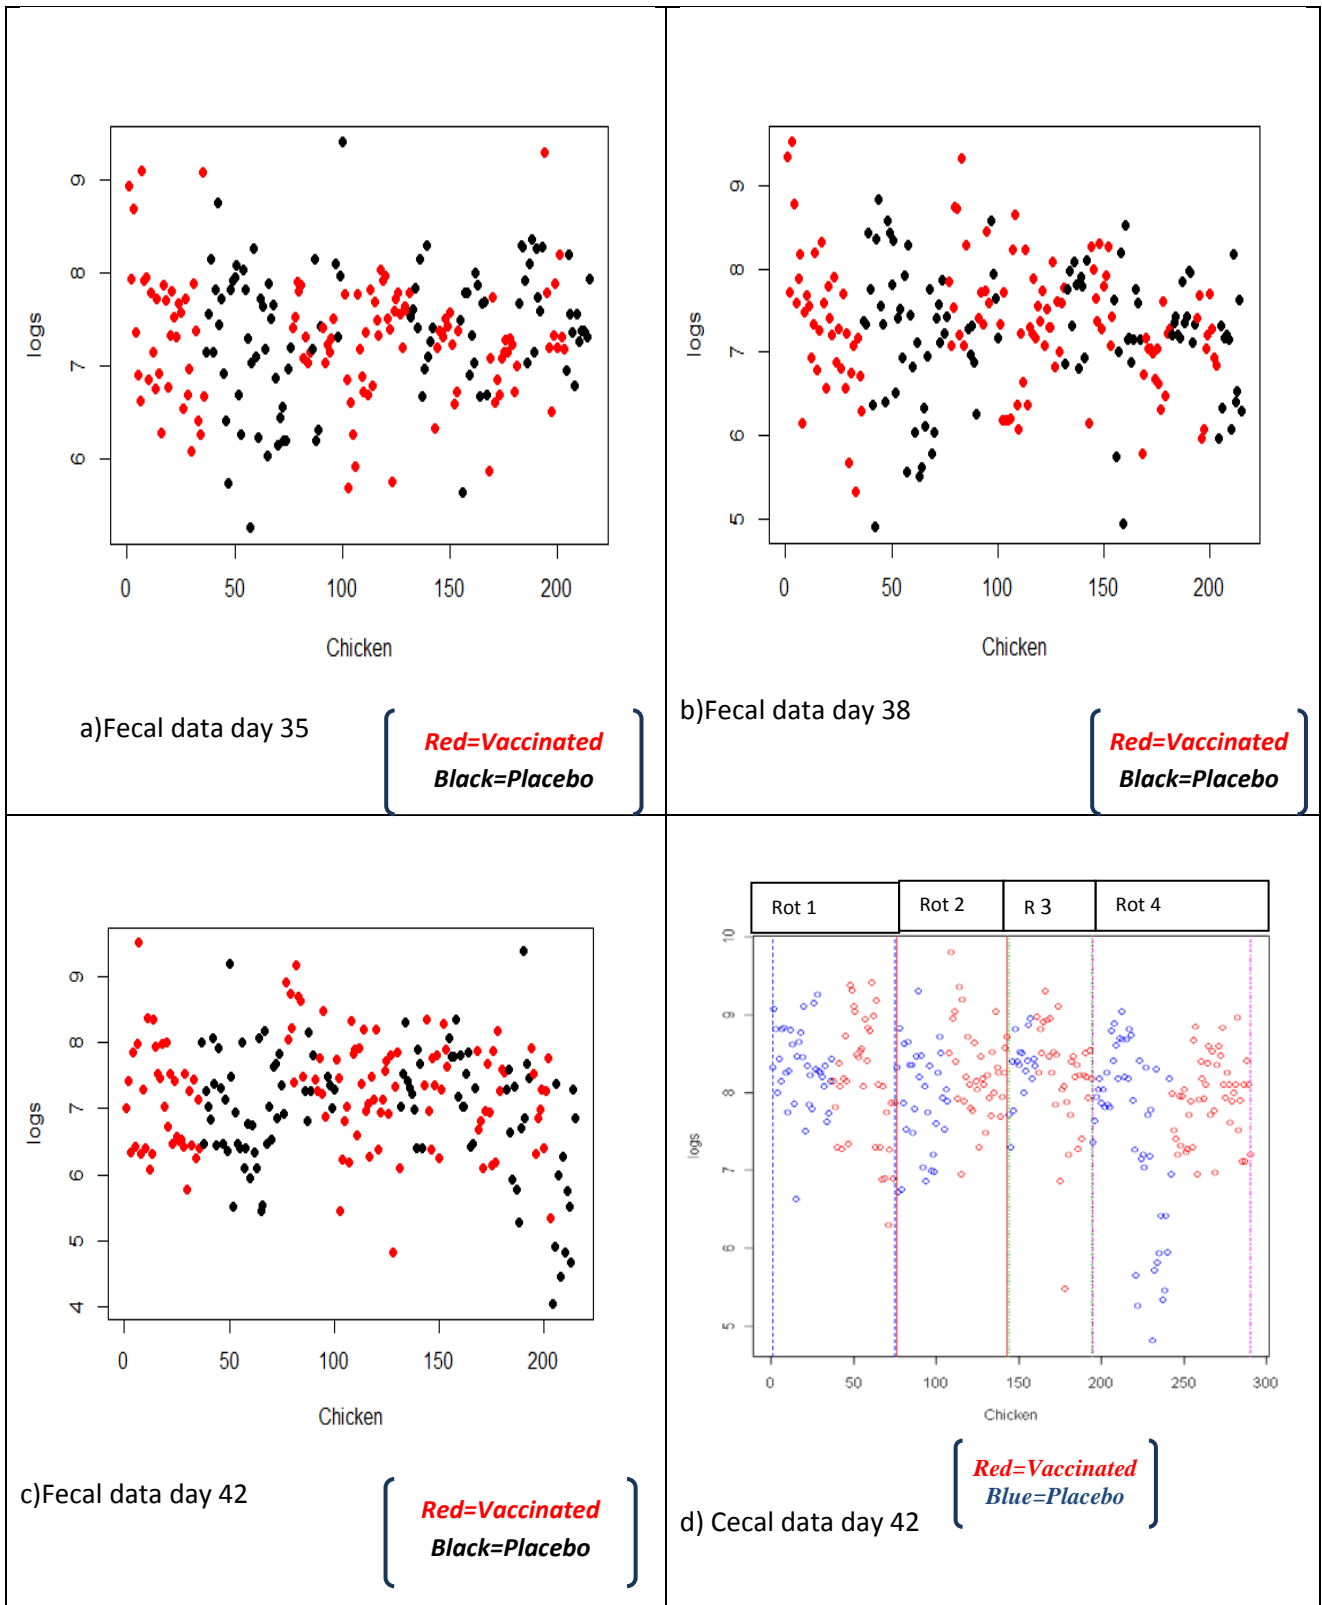 9
8
7
6
logs
0 50 100 150 200
Chicken
a)Fecal data day 35
Red=Vaccinated
Black=Placebo
9
8
7
6
5
logs
0 50 100 150 200
Chicken
b)Fecal data day 38
Red=Vaccinated
Black=Placebo
9
8
7
6
5
4
logs
0 50 100 150 200
Chicken
c)Fecal data day 42
Red=Vaccinated
Black=Placebo
Rot 1 Rot 2 R 3 Rot 4
10
9
8
7
6
5
logs
0 50 100 150 200 250 300
Chicken
Red=Vaccinated
Blue=Placebo
d) Cecal data day 42